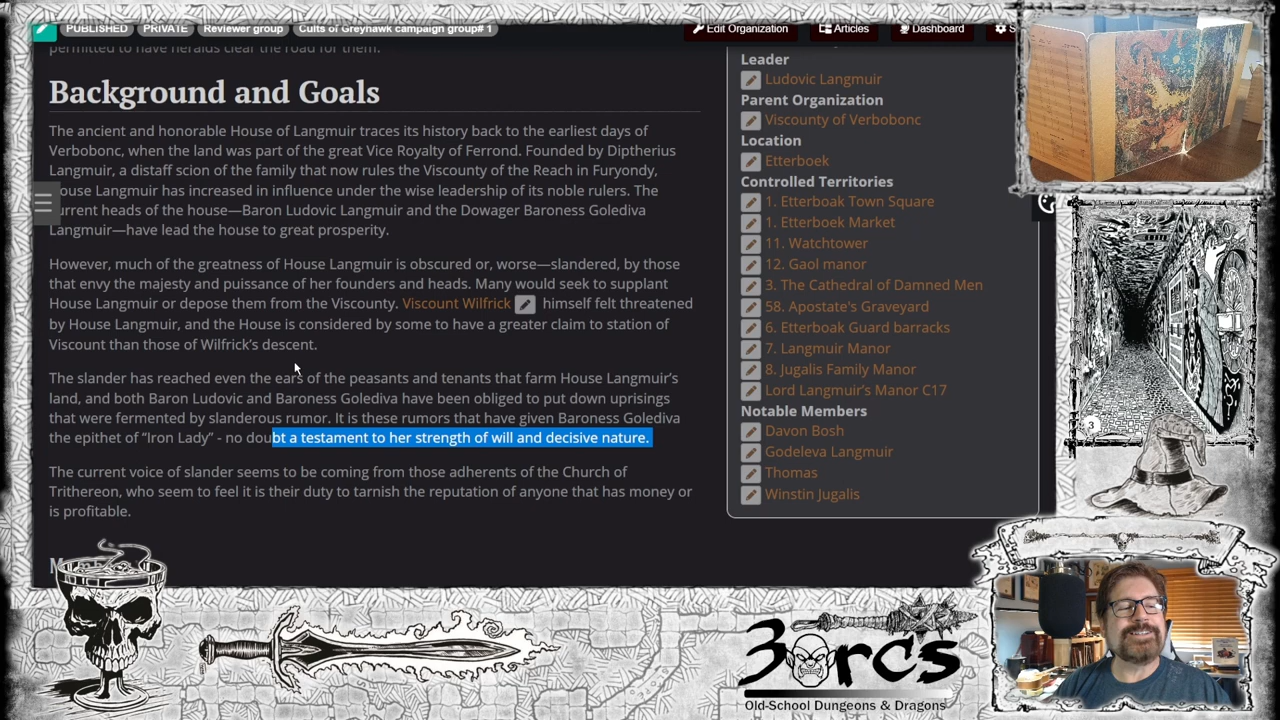 PUBLISHED PRIVATE Reviewer group Cults of Greyhawk campaign group# 1
Edit Organization Articles Dashboard S
permitted to have heralds clear the road for them.
Background and Goals
The ancient and honorable House of Langmuir traces its history back to the earliest days of
Verbobonc, when the land was part of the great Vice Royalty of Ferrond. Founded by Diptherius
Langmuir, a distaff scion of the family that now rules the Viscounty of the Reach in Furyondy,
ouse Langmuir has increased in influence under the wise leadership of its noble rulers. The
urrent heads of the house—Baron Ludovic Langmuir and the Dowager Baroness Golediva
Langmuir—have lead the house to great prosperity.
However, much of the greatness of House Langmuir is obscured or, worse—slandered, by those
that envy the majesty and puissance of her founders and heads. Many would seek to supplant
House Langmuir or depose them from the Viscounty. Viscount Wilfrick himself felt threatened
by House Langmuir, and the House is considered by some to have a greater claim to station of
Viscount than those of Wilfrick's descent.
The slander has reached even the ears of the peasants and tenants that farm House Langmuir's
land, and both Baron Ludovic and Baroness Golediva have been obliged to put down uprisings
that were fermented by slanderous rumor. It is these rumors that have given Baroness Golediva
the epithet of “Iron Lady” - no doubt a testament to her strength of will and decisive nature.
The current voice of slander seems to be coming from those adherents of the Church of
Trithereon, who seem to feel it is their duty to tarnish the reputation of anyone that has money or
is profitable.
Leader
Ludovic Langmuir
Parent Organization
Viscounty of Verbobonc
Location
Etterboek
Controlled Territories
1. Etterboak Town Square
1. Etterboek Market
11. Watchtower
12. Gaol manor
3. The Cathedral of Damned Men
58. Apostate's Graveyard
6. Etterboak Guard barracks
7. Langmuir Manor
8. Jugalis Family Manor
Lord Langmuir's Manor C17
Notable Members
Davon Bosh
Godeleva Langmuir
Thomas
Winstin Jugalis
3
3orcs
Old-School Dungeons & Dragons